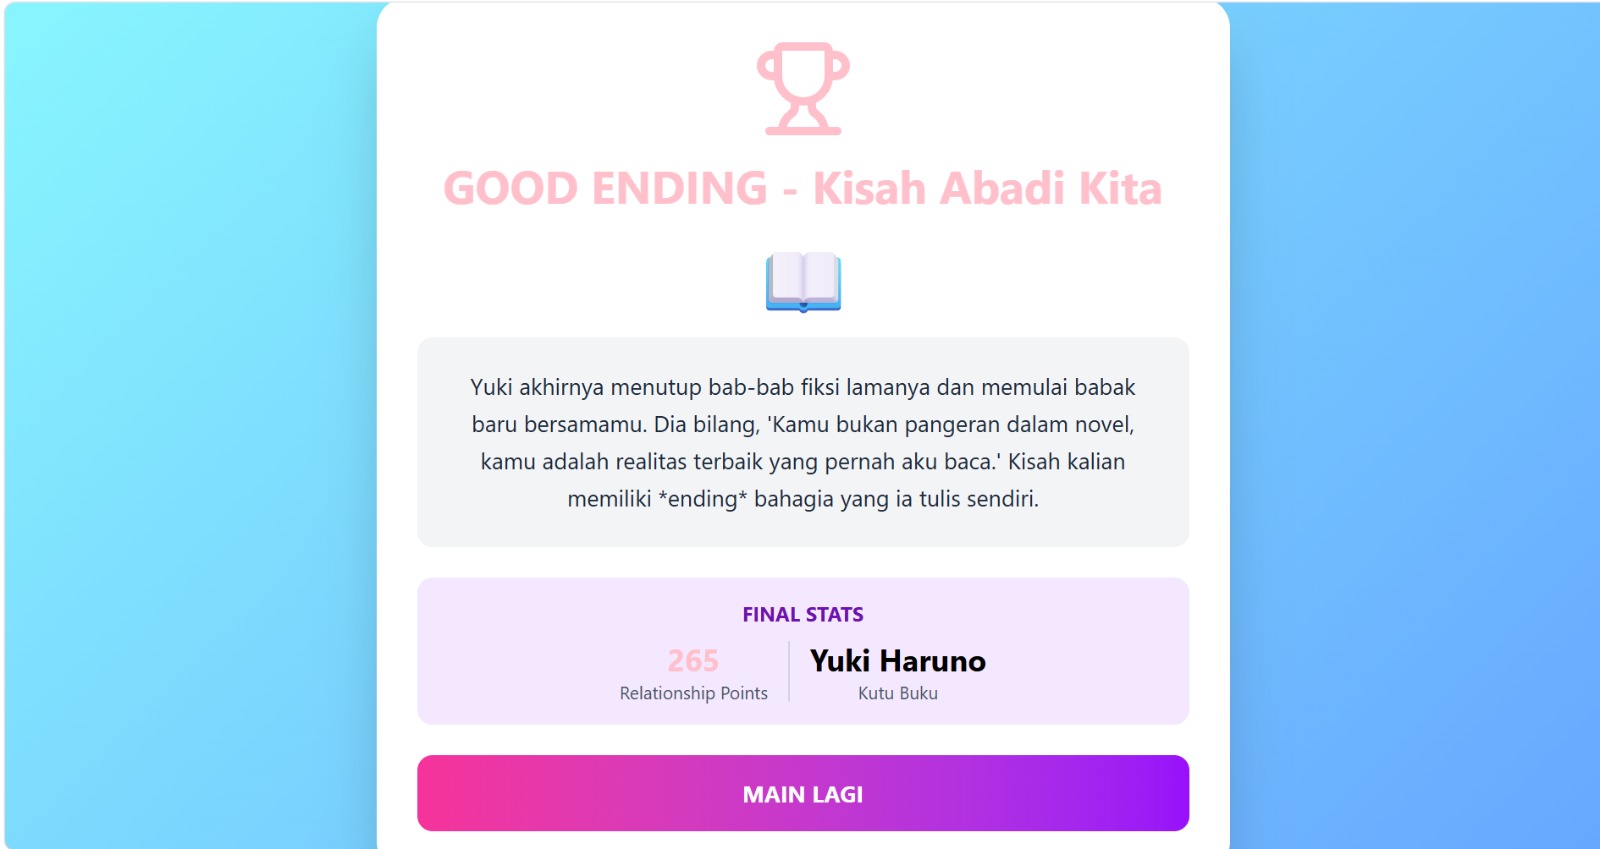 GOOD ENDING - Kisah Abadi Kita
Yuki akhirnya menutup bab-bab fiksi lamanya dan memulai babak
baru bersamamu. Dia bilang, 'Kamu bukan pangeran dalam novel,
kamu adalah realitas terbaik yang pernah aku baca.' Kisah kalian
memiliki *ending* bahagia yang ia tulis sendiri.
FINAL STATS
265
Relationship Points
Yuki Haruno
Kutu Buku
MAIN LAGI